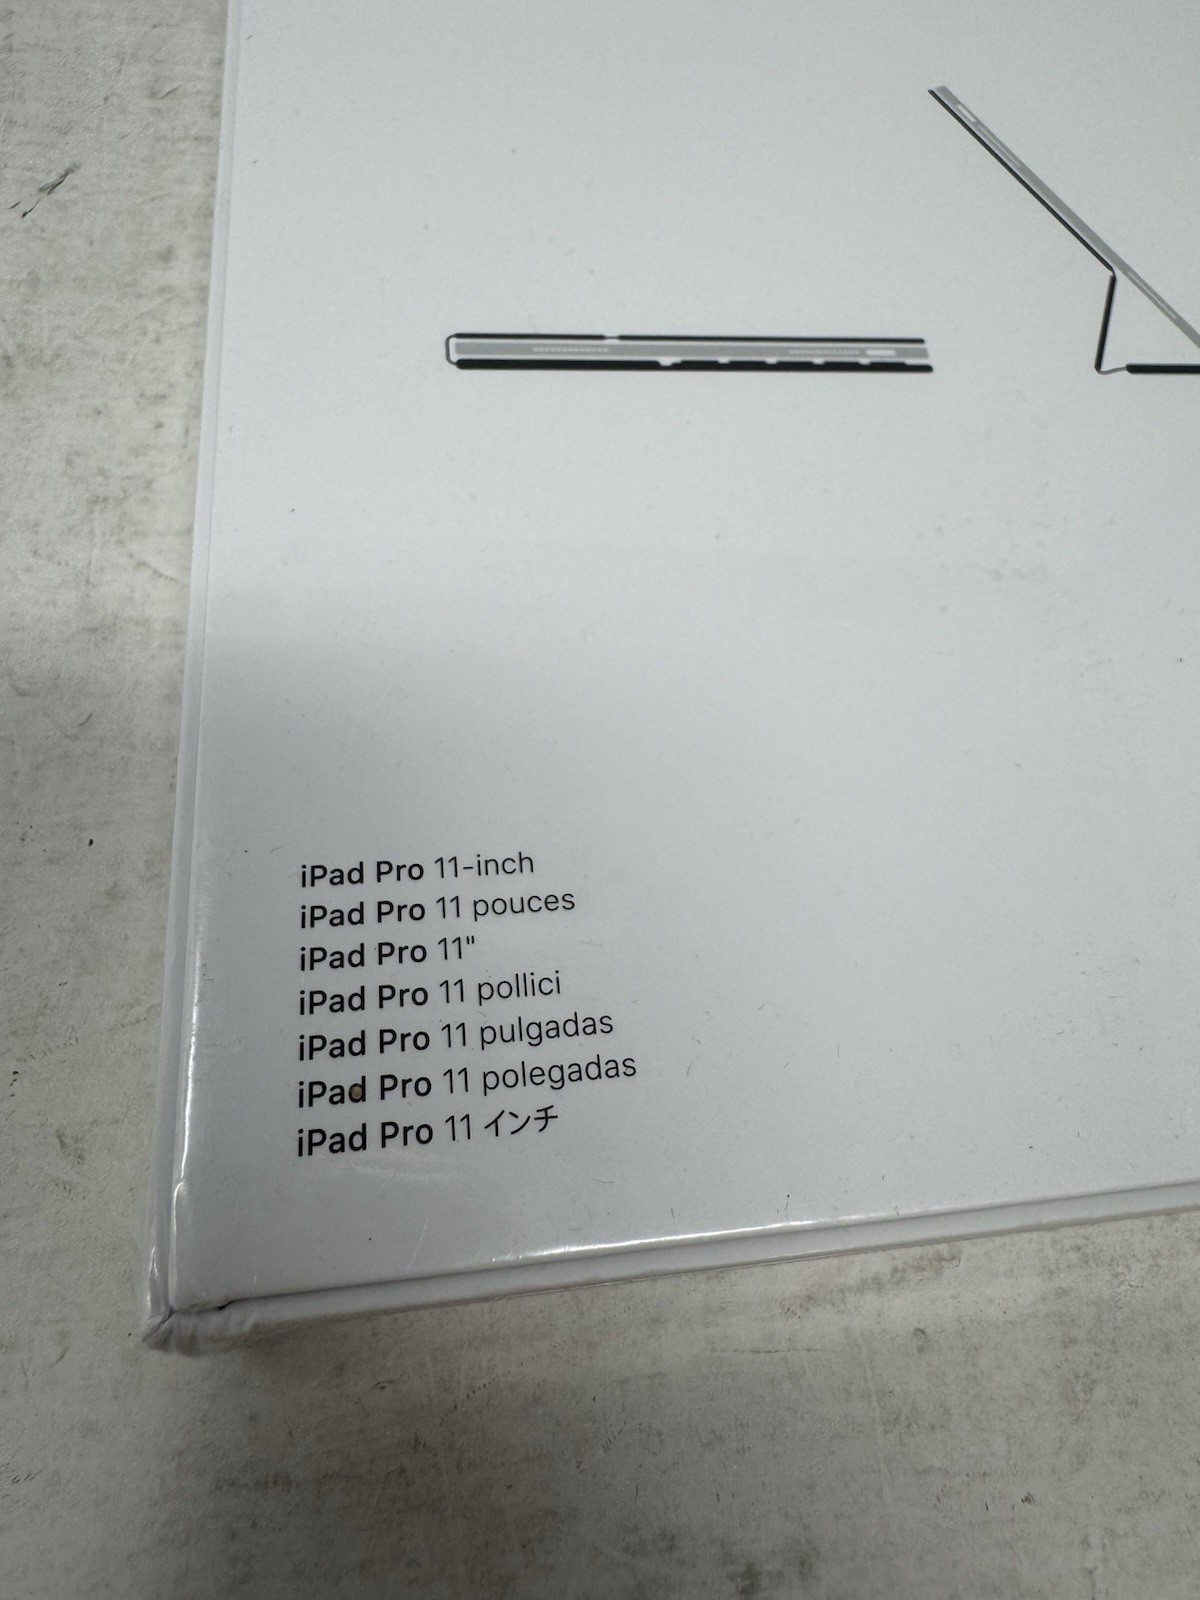 iPad Pro 11-inch
iPad Pro 11 pouces
iPad Pro 11"
iPad Pro 11 pollici
iPad Pro 11 pulgadas
iPad Pro 11 polegadas
iPad Pro 11 インチ